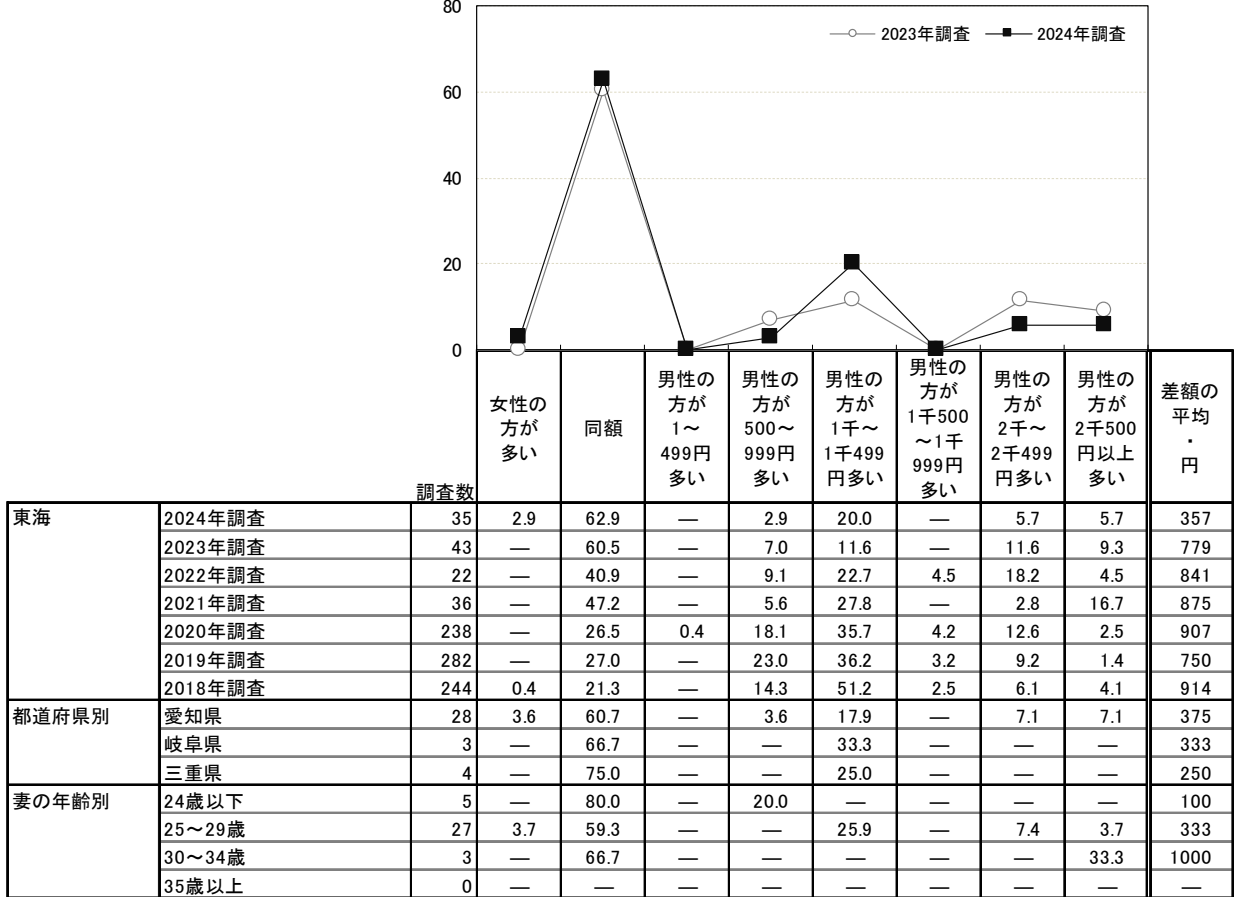 80
2023年調査 2024年調査
60
40
20
0
女性の
方が
多い
同額
男性の
方が
1～
499円
多い
男性の
方が
500～
999円
多い
男性の
方が
1千～
1千499
円多い
男性の
方が
1千500
～1千
999円
多い
男性の
方が
2千～
2千499
円多い
男性の
方が
2千500
円以上
多い
差額の
平均
・
円
調査数
東海 2024年調査 35 2.9 62.9 — 2.9 20.0 — 5.7 5.7 357
2023年調査 43 — 60.5 — 7.0 11.6 — 11.6 9.3 779
2022年調査 22 — 40.9 — 9.1 22.7 4.5 18.2 4.5 841
2021年調査 36 — 47.2 — 5.6 27.8 — 2.8 16.7 875
2020年調査 238 — 26.5 0.4 18.1 35.7 4.2 12.6 2.5 907
2019年調査 282 — 27.0 — 23.0 36.2 3.2 9.2 1.4 750
2018年調査 244 0.4 21.3 — 14.3 51.2 2.5 6.1 4.1 914
都道府県別 愛知県 28 3.6 60.7 — 3.6 17.9 — 7.1 7.1 375
岐阜県 3 — 66.7 — — 33.3 — — — 333
三重県 4 — 75.0 — — 25.0 — — — 250
妻の年齢別 24歳以下 5 — 80.0 — 20.0 — — — — 100
25～29歳 27 3.7 59.3 — — 25.9 — 7.4 3.7 333
30～34歳 3 — 66.7 — — — — — 33.3 1000
35歳以上 0 — — — — — — — — —